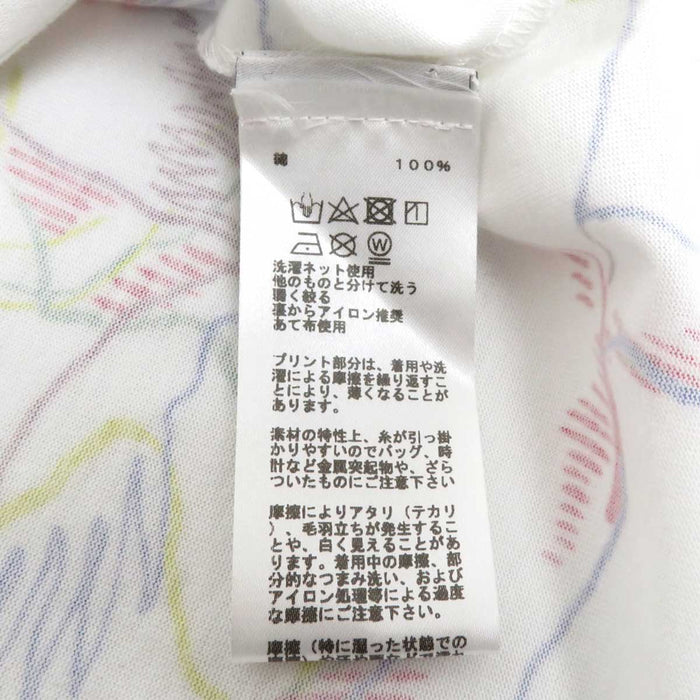 綿 100%
洗濯ネット使用
他のものと分けて洗う
弱く絞る
裏からアイロン推奨
あて布使用
プリント部分は、着用や洗
濯による摩擦を繰り返すこ
とにより、薄くなることが
あります。
素材の特性上、糸が引っ掛
かりやすいのでバッグ、時
計など金属突起物や、ざら
ついたものにご注意下さい
摩擦によりアタリ（テカリ
）、毛羽立ちが発生するこ
とや、白く見えることがあ
ります。着用中の摩擦、部
分的なつまみ洗い、および
アイロン処理等による過度
な摩擦にご注意下さい。
摩擦（特に湿った状態での